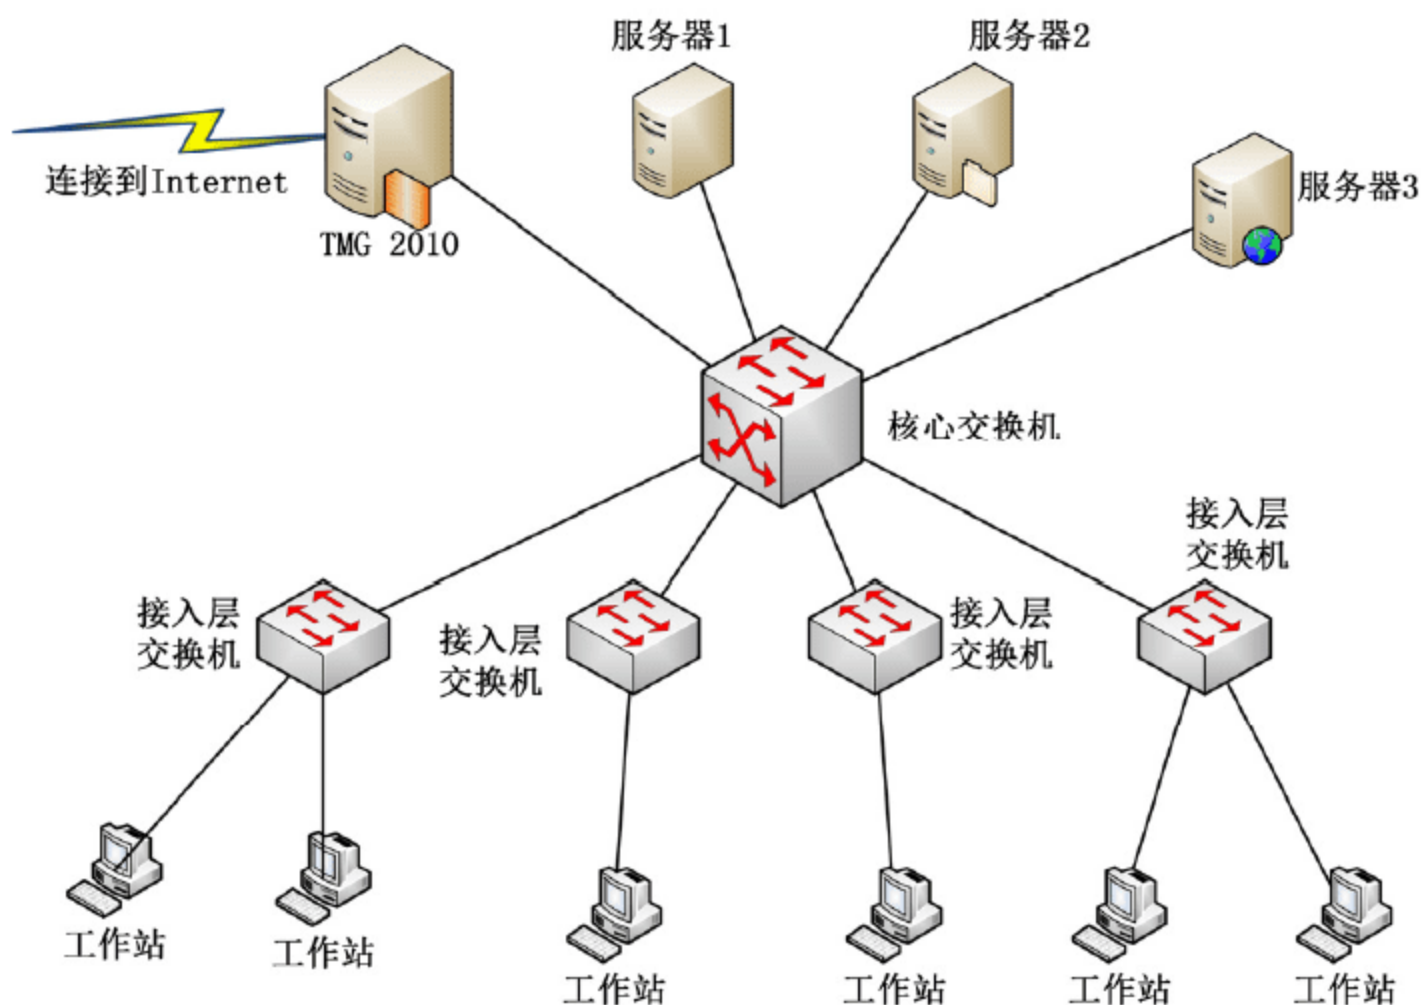 服务器1
服务器2
连接到Internet
服务器3
TMG 2010
核心交换机
接入层
交换机
接入层
交换机
接入层
交换机
接入层
交换机
工作站
工作站
工作站
工作站
工作站
工作站